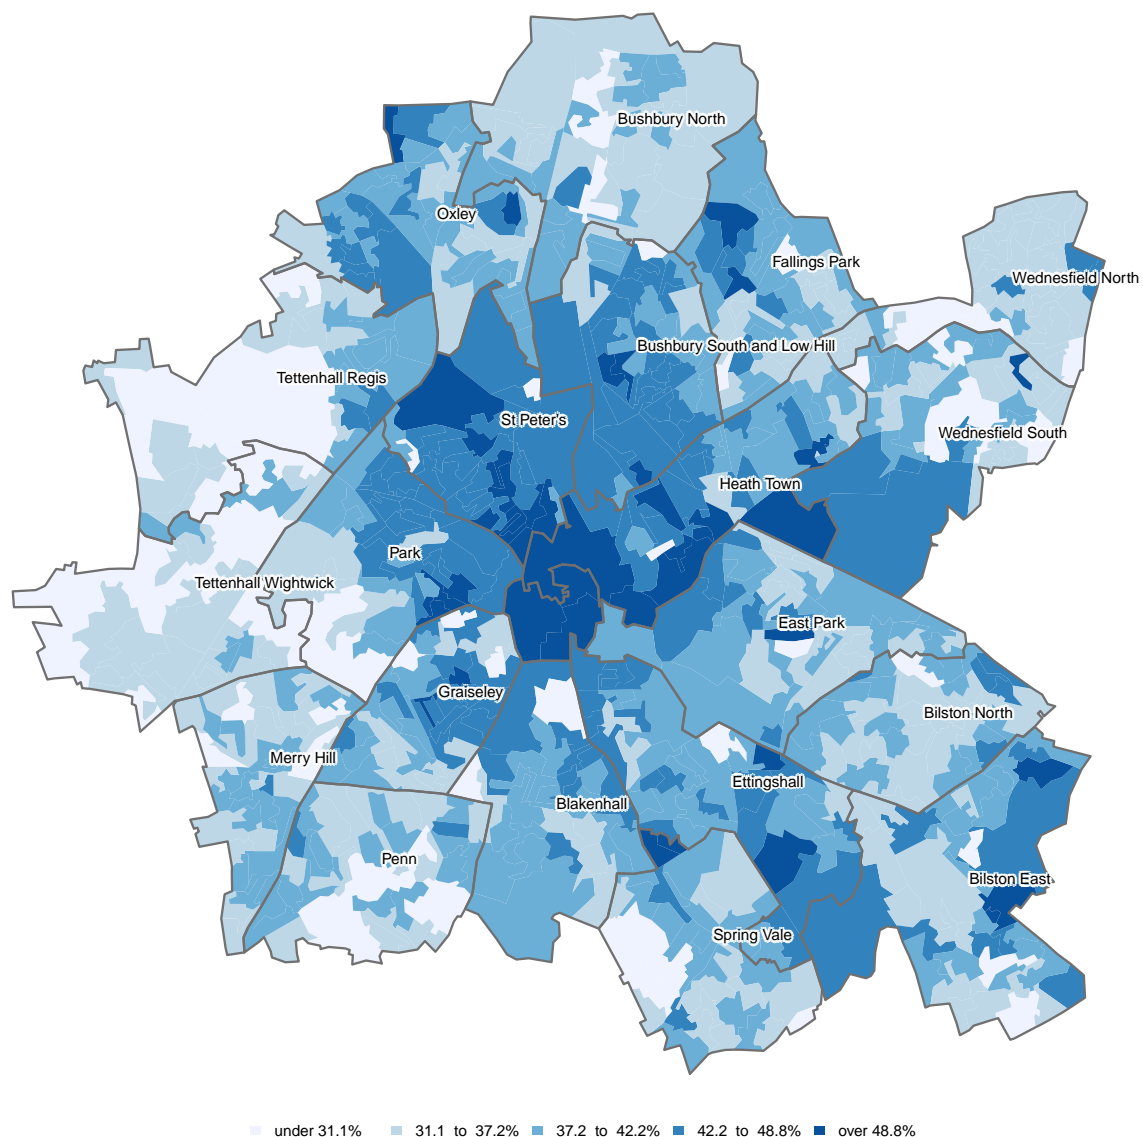 Bushbury North
Oxley
Fallings Park
Wednesfield North
Bushbury South and Low Hill
Tettenhall Regis
St Peter's
Wednesfield South
Heath Town
Park
Tettenhall Wightwick
East Park
Graiseley
Bilston North
Merry Hill
Ettingshall
Blakenhall
Penn
Bilston East
Spring Vale
under 31.1% 31.1 to 37.2% 37.2 to 42.2% 42.2 to 48.8% over 48.8%